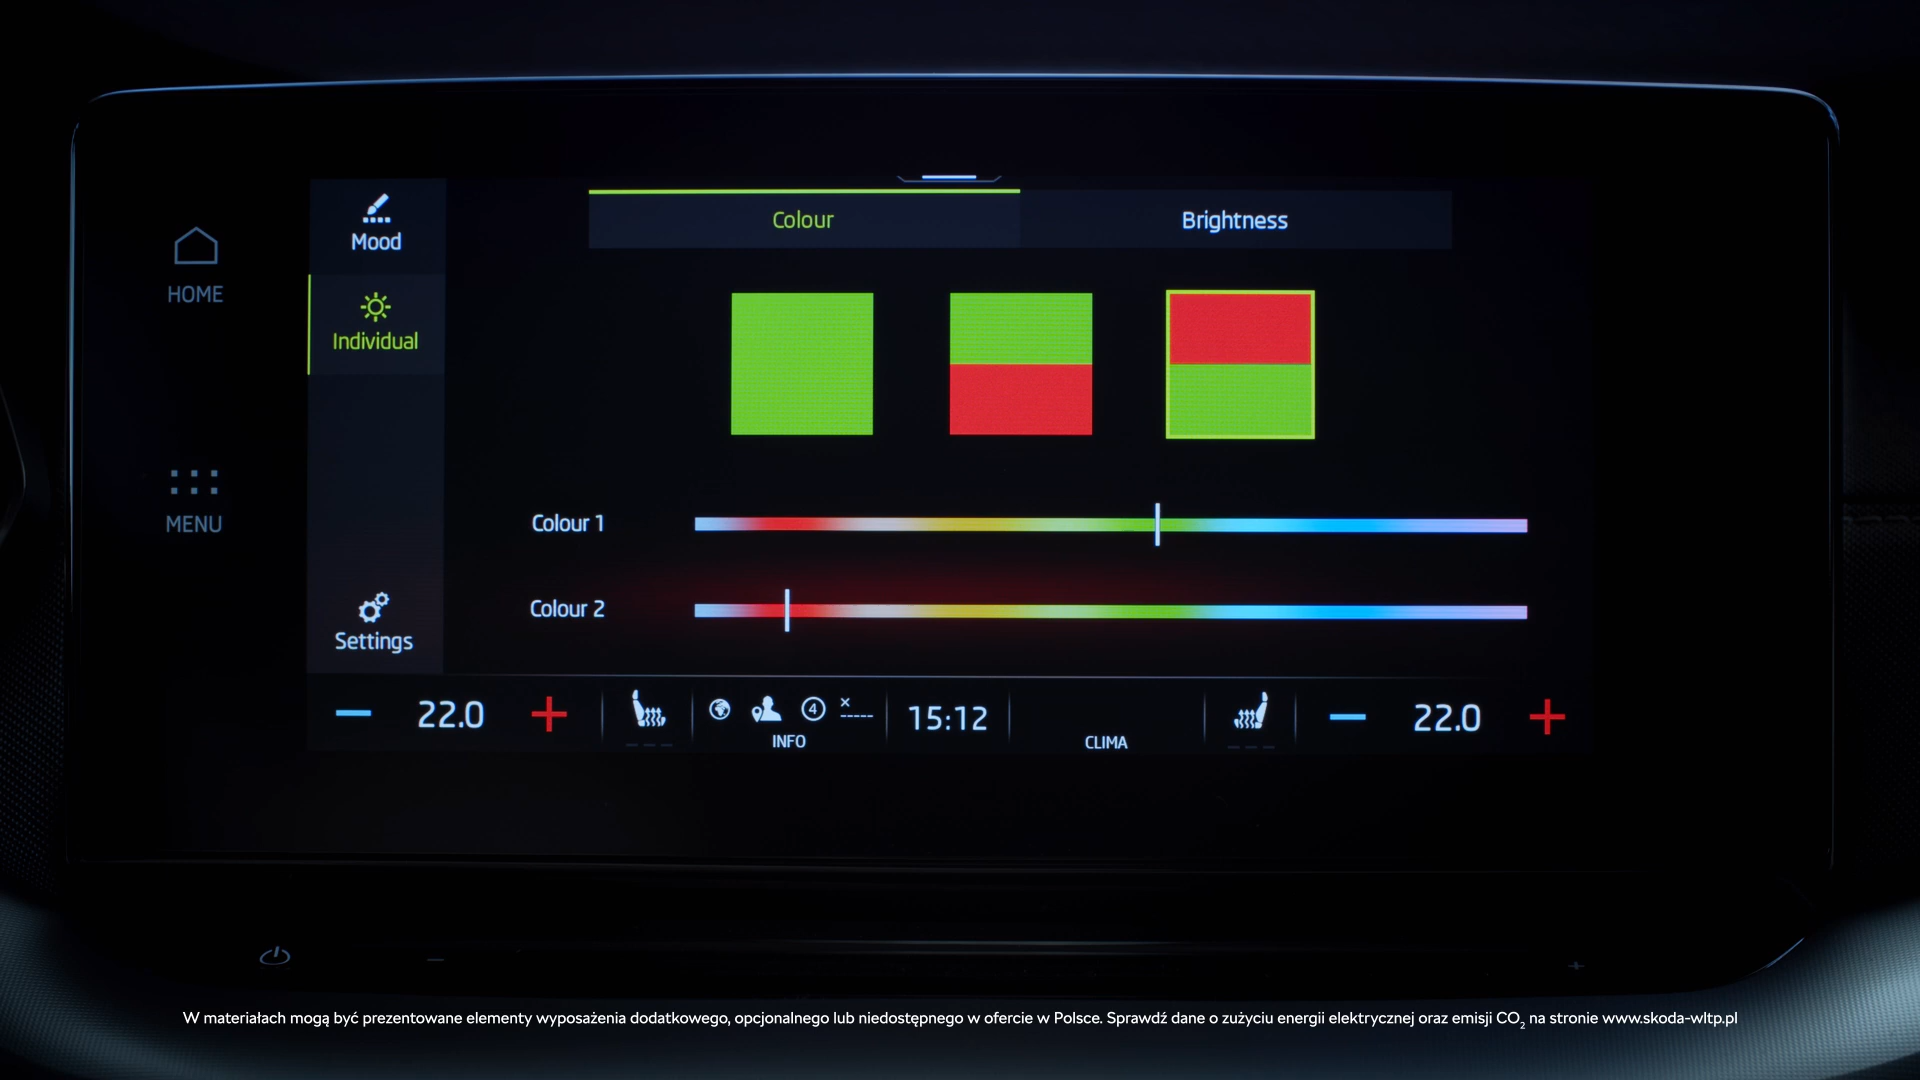 Mood
Colour
Brightness
HOME
Individual
MENU
Colour 1
Colour 2
Settings
22.0
4
INFO
15:12
CLIMA
22.0
W materiałach mogą być prezentowane elementy wyposażenia dodatkowego, opcjonalnego lub niedostępnego w ofercie w Polsce. Sprawdź dane o zużyciu energii elektrycznej oraz emisji CO₂ na stronie www.skoda-wltp.pl